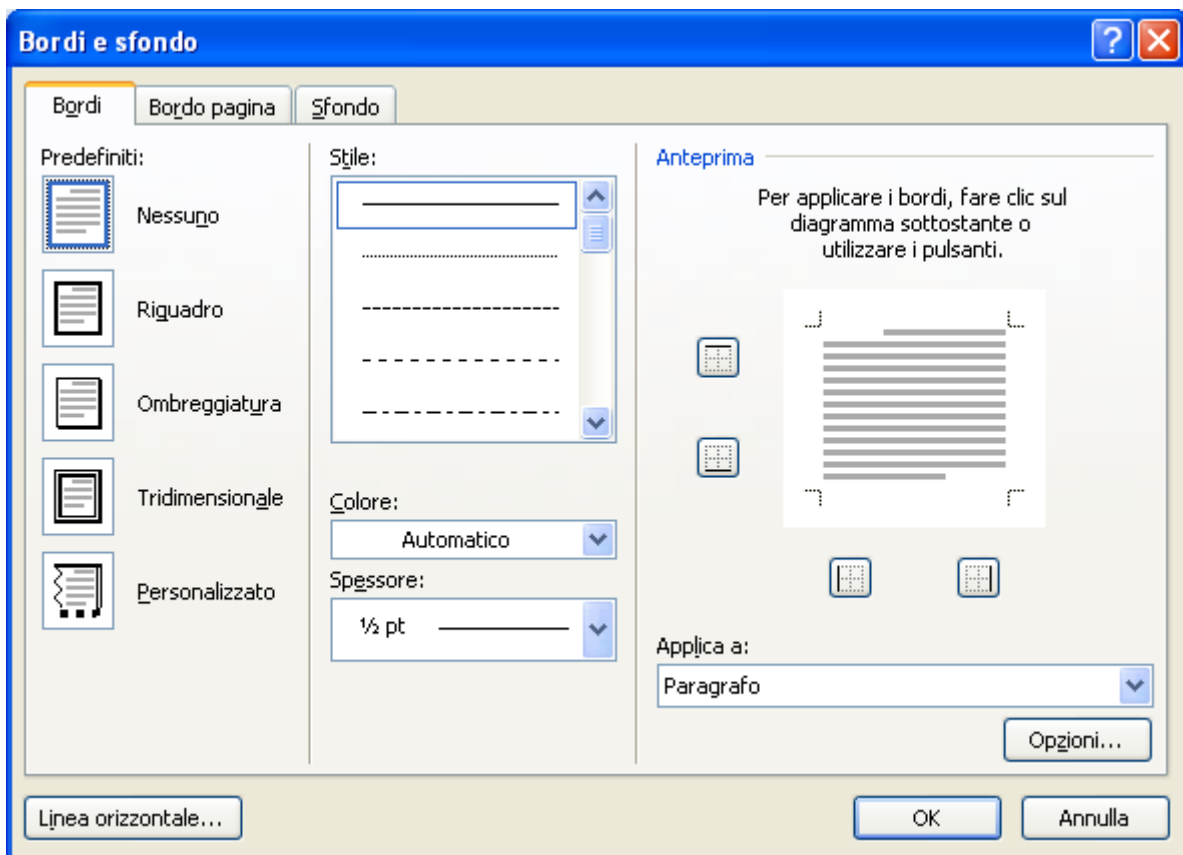 Bordi e sfondo
Bordi
Bordo pagina
Sfondo
Predefiniti:
Nessuno
Riquadro
Ombreggiatura
Tridimensionale
Personalizzato
Stile:
Colore:
Automatico
Spessore:
½ pt
Anteprima
Per applicare i bordi, fare clic sul
diagramma sottostante o
utilizzare i pulsanti.
Applica a:
Paragrafo
Opzioni...
Linea orizzontale...
OK
Annulla